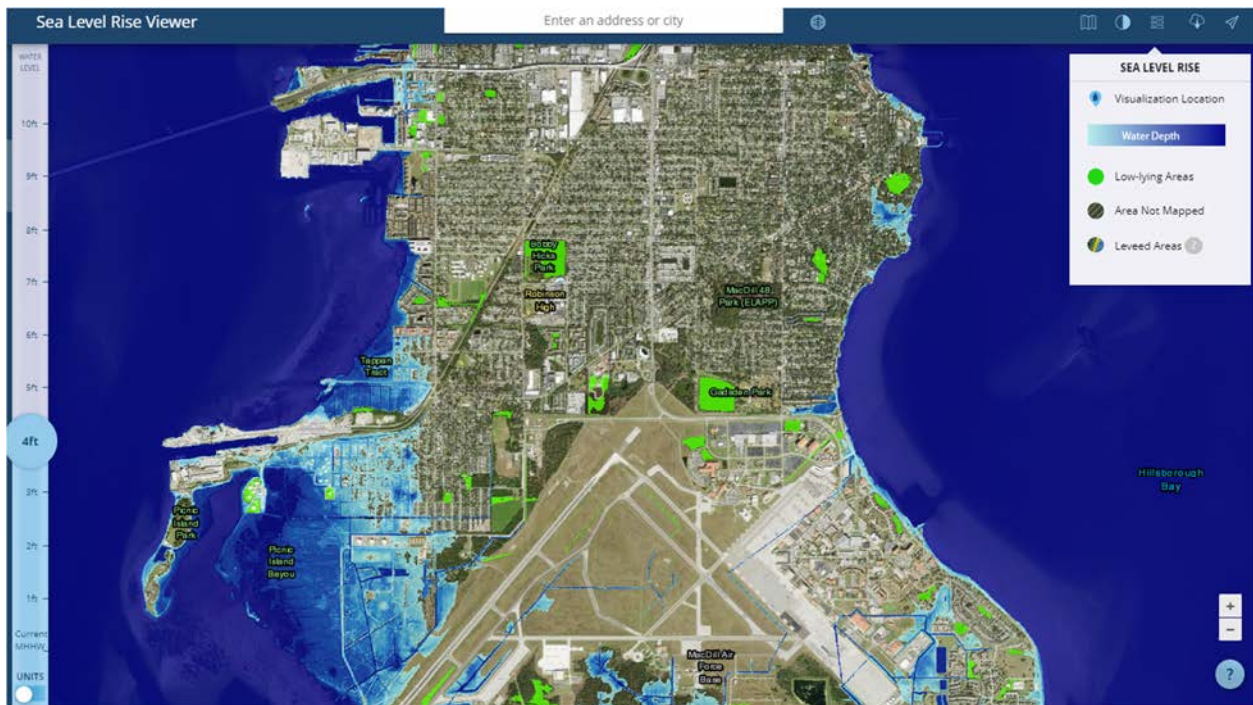 Sea Level Rise Viewer
Enter an address or city
WATER
LEVEL
10ft
9ft
8ft
7ft
6ft
5ft
4ft
3ft
2ft
1ft
Current
MHHW
UNITS
SEA LEVEL RISE
Visualization Location
Water Depth
Low-lying Areas
Area Not Mapped
Leveed Areas
Bobby
Hicks
Park
Robinson
High
MacDill 48
Park (ELAPP)
Tappan
Tract
Gadsden Park
Hillsborough
Bay
Picnic
Island
Park
Picnic
Island
Bayou
MacDill Air
Force
Base
+
−
?